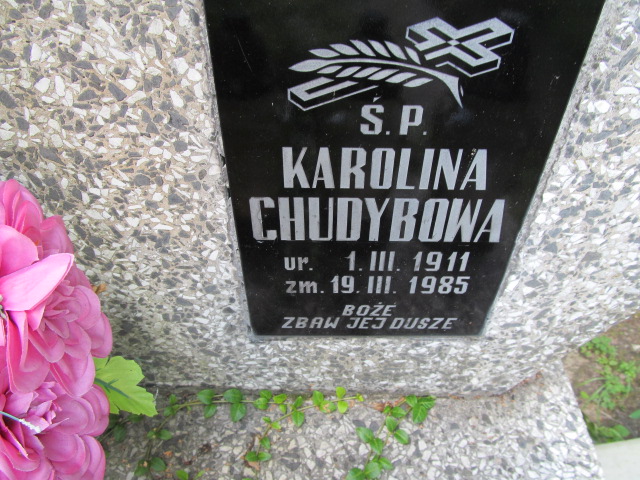 Ś.P.
KAROLINA
CHUDYBOWA
ur. 1. III. 1911
zm. 19. III. 1985
BOŻE
ZBAW JEJ DUSZE